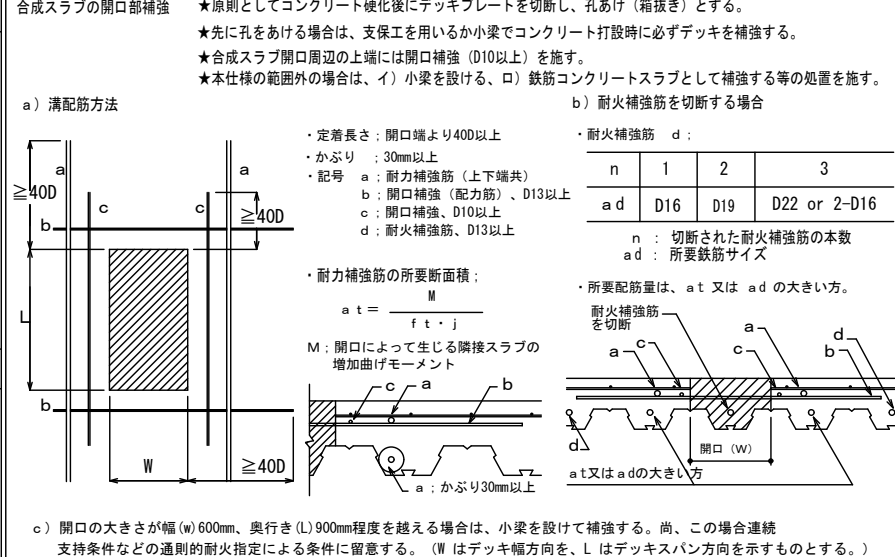 合成スラブの開口部補強　★原則としてコンクリート硬化後にデッキプレートを切断し、孔あけ（箱抜き）とする。
★先に孔をあける場合は、支保工を用いるか小梁でコンクリート打設時に必ずデッキを補強する。
★合成スラブ開口周辺の上端には開口補強（D10以上）を施す。
★本仕様の範囲外の場合は、イ）小梁を設ける、ロ）鉄筋コンクリートスラブとして補強する等の処置を施す。
a）溝配筋方法
a
a
≧40D
c
c
≧40D
b
L
b
W
≧40D
・定着長さ；開口端より40D以上
・かぶり　；30mm以上
・記号　a；耐力補強筋（上下端共）
b；開口補強（配力筋）、D13以上
c；開口補強、D10以上
d；耐火補強筋、D13以上
・耐力補強筋の所要断面積；
at＝ M
ft・j
M；開口によって生じる隣接スラブの
増加曲げモーメント
c
a
b
a；かぶり30mm以上
b）耐火補強筋を切断する場合
・耐火補強筋　d；
n 1 2 3
ad D16 D19 D22 or 2-D16
n : 切断された耐火補強筋の本数
ad : 所要鉄筋サイズ
・所要配筋量は、at 又は ad の大きい方。
耐火補強筋
を切断
a
c
a
c
d
b
d
開口（W）
at又はadの大きい方
c）開口の大きさが幅(w)600mm、奥行き(L)900mm程度を越える場合は、小梁を設けて補強する。尚、この場合連続
支持条件などの通則的耐火指定による条件に留意する。（W はデッキ幅方向を、L はデッキスパン方向を示すものとする。）